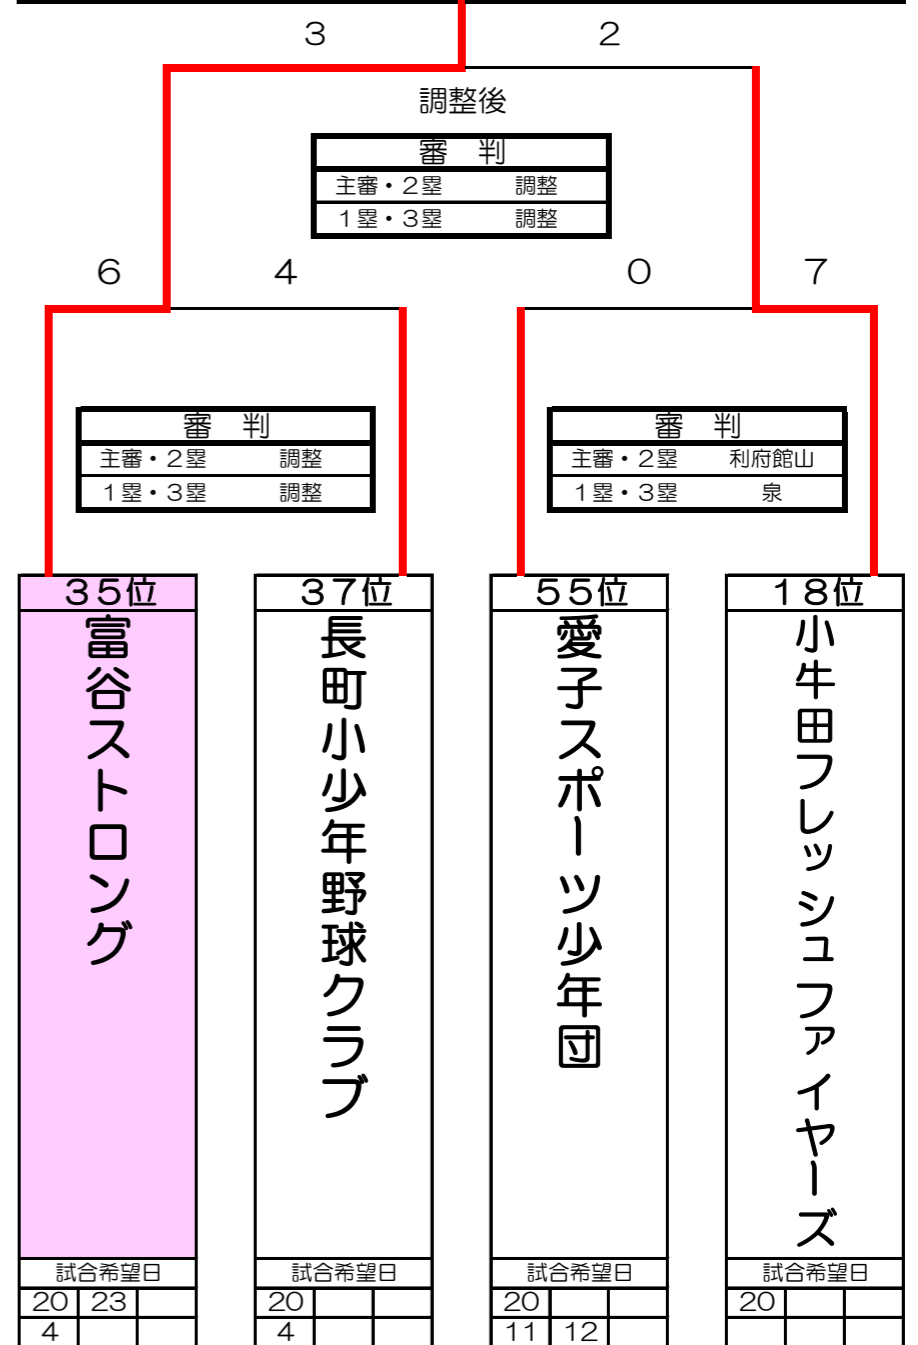 ３ ２
調整後
審 判
主審・２塁 調整
１塁・３塁 調整
６ ４ ０ ７
審 判
主審・２塁 調整
１塁・３塁 調整
審 判
主審・２塁 利府館山
１塁・３塁 泉
３５位
富谷ストロング
試合希望日
20 23
4
３７位
長町小少年野球クラブ
試合希望日
20
4
５５位
愛子スポーツ少年団
試合希望日
20
11 12
１８位
小牛田フレッシュファイヤーズ
試合希望日
20